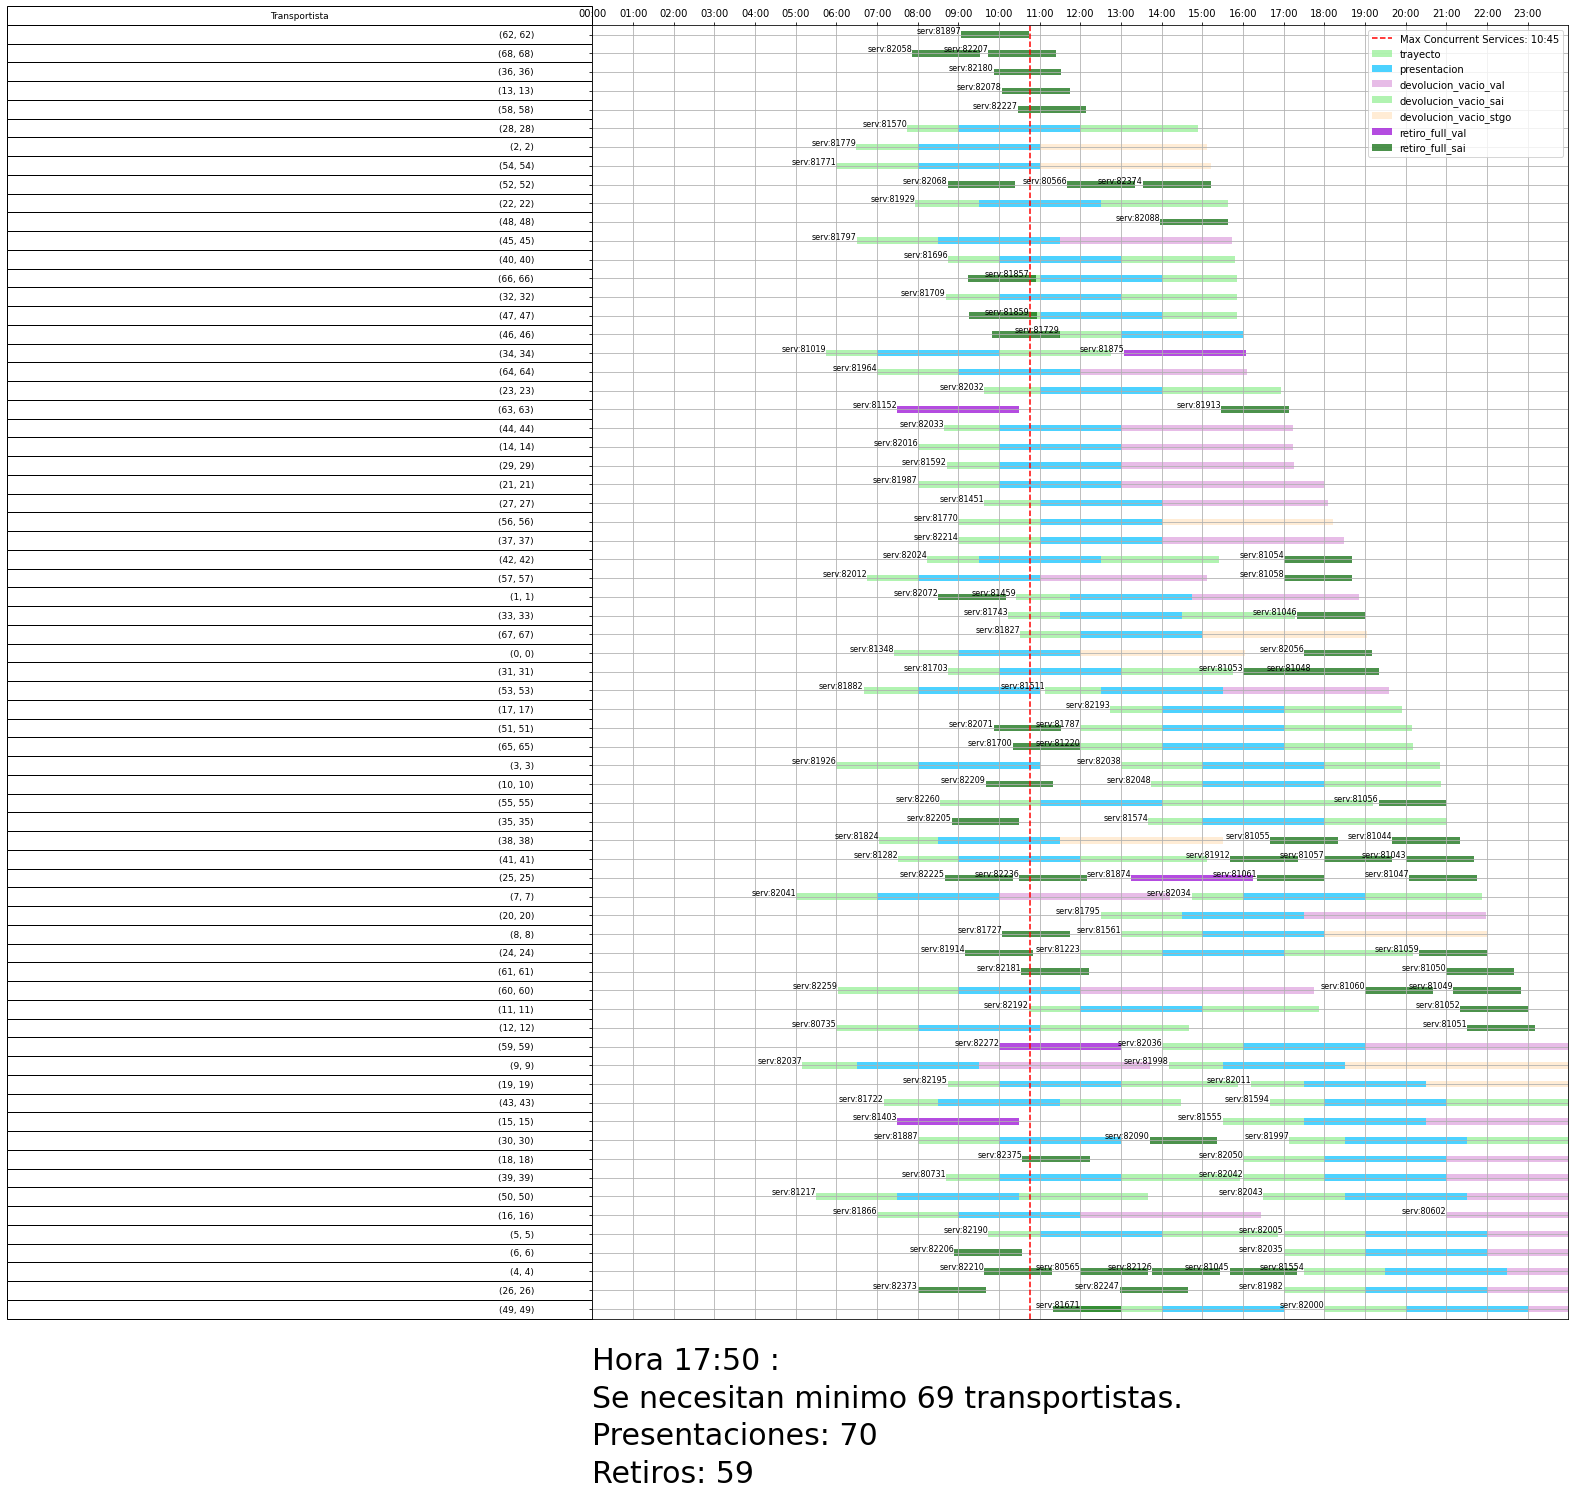 Transportista
00:00 01:00 02:00 03:00 04:00 05:00 06:00 07:00 08:00 09:00 10:00 11:00 12:00 13:00 14:00 15:00 16:00 17:00 18:00 19:00 20:00 21:00 22:00 23:00
Max Concurrent Services: 10:45
trayecto
presentacion
devolucion_vacio_val
devolucion_vacio_sai
devolucion_vacio_stgo
retiro_full_val
retiro_full_sai
(62, 62) serv:81897
(68, 68) serv:82058 serv:82207
(36, 36) serv:82180
(13, 13) serv:82078
(58, 58) serv:82227
(28, 28) serv:81570
(2, 2) serv:81779
(54, 54) serv:81771
(52, 52) serv:82068 serv:80566 serv:82374
(22, 22) serv:81929
(48, 48) serv:82088
(45, 45) serv:81797
(40, 40) serv:81696
(66, 66) serv:81857
(32, 32) serv:81709
(47, 47) serv:81859
(46, 46) serv:81729
(34, 34) serv:81019 serv:81875
(64, 64) serv:81964
(23, 23) serv:82032
(63, 63) serv:81152 serv:81913
(44, 44) serv:82033
(14, 14) serv:82016
(29, 29) serv:81592
(21, 21) serv:81987
(27, 27) serv:81451
(56, 56) serv:81770
(37, 37) serv:82214
(42, 42) serv:82024 serv:81054
(57, 57) serv:82012 serv:81058
(1, 1) serv:82072 serv:81459
(33, 33) serv:81743 serv:81046
(67, 67) serv:81827
(0, 0) serv:81348 serv:82056
(31, 31) serv:81703 serv:81053 serv:81048
(53, 53) serv:81882 serv:81511
(17, 17) serv:82193
(51, 51) serv:82071 serv:81787
(65, 65) serv:81700 serv:81220
(3, 3) serv:81926 serv:82038
(10, 10) serv:82209 serv:82048
(55, 55) serv:82260 serv:81056
(35, 35) serv:82205 serv:81574
(38, 38) serv:81824 serv:81055 serv:81044
(41, 41) serv:81282 serv:81912 serv:81057 serv:81043
(25, 25) serv:82225 serv:82236 serv:81874 serv:81061 serv:81047
(7, 7) serv:82041 serv:82034
(20, 20) serv:81795
(8, 8) serv:81727 serv:81561
(24, 24) serv:81914 serv:81223 serv:81059
(61, 61) serv:82181 serv:81050
(60, 60) serv:82259 serv:81060 serv:81049
(11, 11) serv:82192 serv:81052
(12, 12) serv:80735 serv:81051
(59, 59) serv:82272 serv:82036
(9, 9) serv:82037 serv:81998
(19, 19) serv:82195 serv:82011
(43, 43) serv:81722 serv:81594
(15, 15) serv:81403 serv:81555
(30, 30) serv:81887 serv:82090 serv:81997
(18, 18) serv:82375 serv:82050
(39, 39) serv:80731 serv:82042
(50, 50) serv:81217 serv:82043
(16, 16) serv:81866 serv:80602
(5, 5) serv:82190 serv:82005
(6, 6) serv:82206 serv:82035
(4, 4) serv:82210 serv:80565 serv:82126 serv:81045 serv:81554
(26, 26) serv:82373 serv:82247 serv:81982
(49, 49) serv:81671 serv:82000
Hora 17:50 :
Se necesitan minimo 69 transportistas.
Presentaciones: 70
Retiros: 59